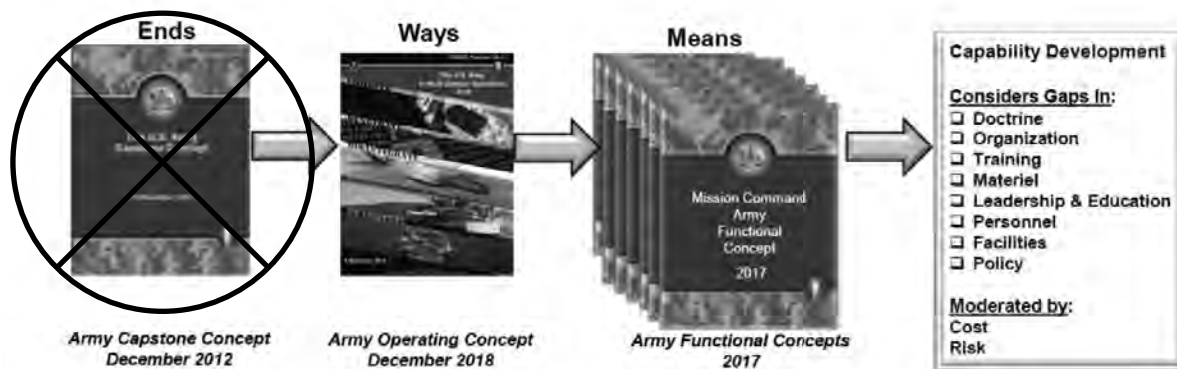 Ends
Ways
Means
Mission Command
Army
Functional
Concept
2017
Army Capstone Concept
December 2012
Army Operating Concept
December 2018
Army Functional Concepts
2017
Capability Development
Considers Gaps In:
Doctrine
Organization
Training
Materiel
Leadership & Education
Personnel
Facilities
Policy
Moderated by:
Cost
Risk